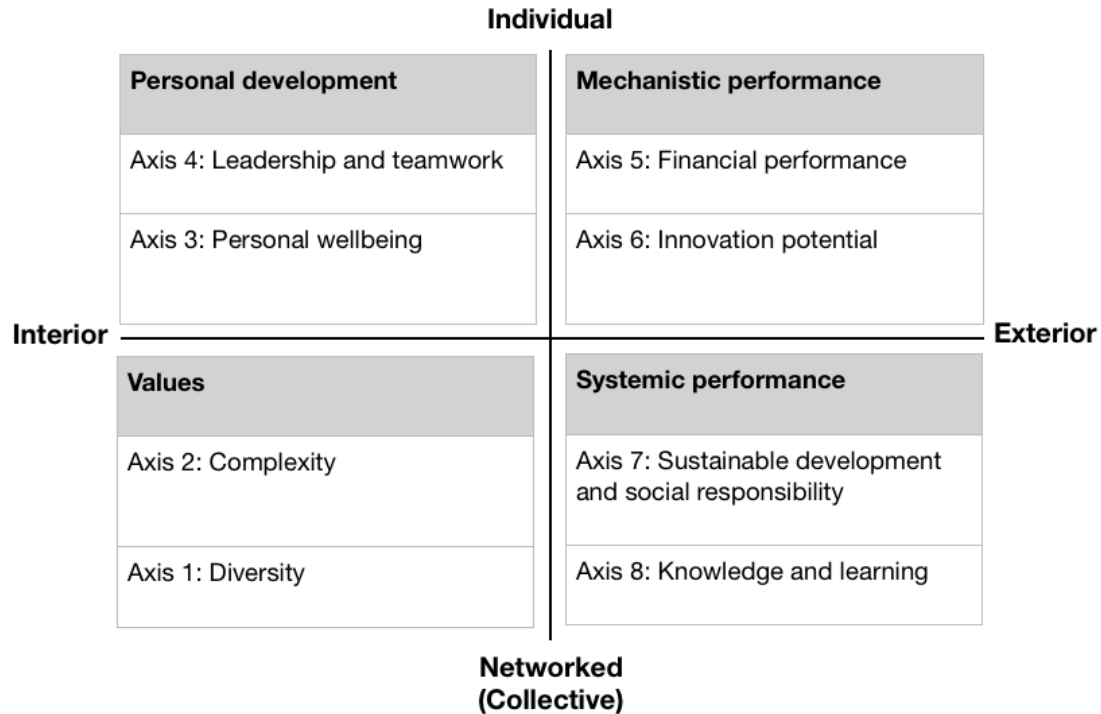 Individual
Personal development
Axis 4: Leadership and teamwork
Axis 3: Personal wellbeing
Mechanistic performance
Axis 5: Financial performance
Axis 6: Innovation potential
Interior
Exterior
Values
Axis 2: Complexity
Axis 1: Diversity
Systemic performance
Axis 7: Sustainable development
and social responsibility
Axis 8: Knowledge and learning
Networked
(Collective)